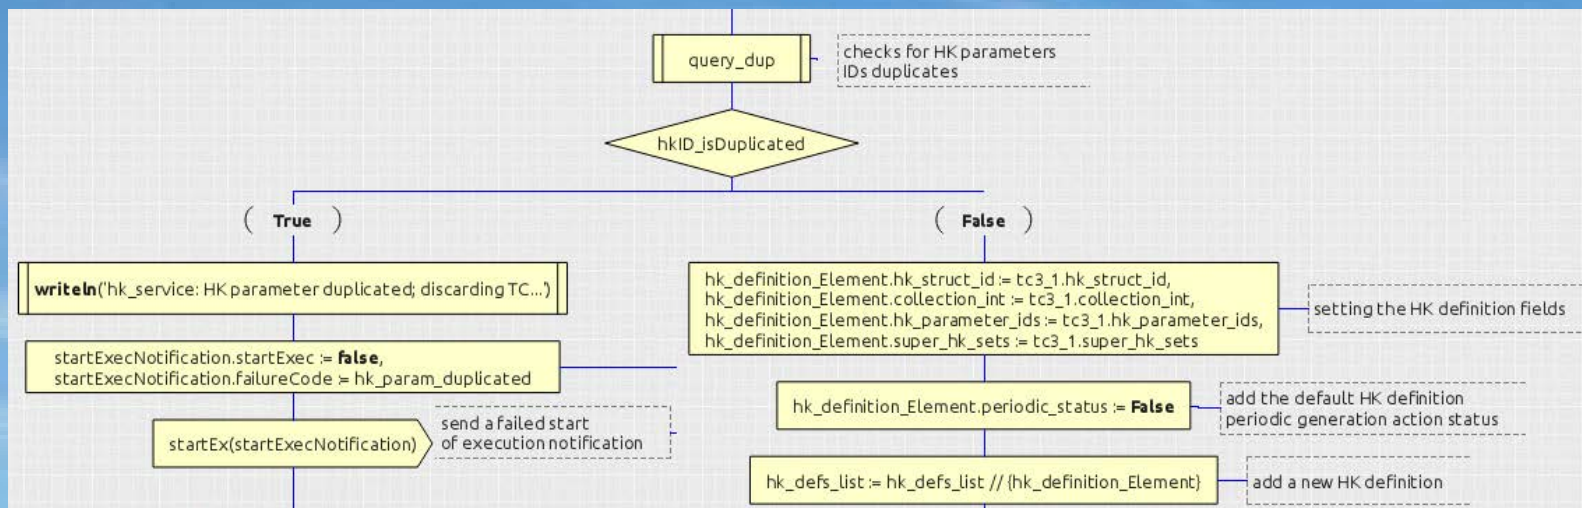 query_dup
checks for HK parameters
IDs duplicates
hkID_isDuplicated
( True )
( False )
writeln('hk_service: HK parameter duplicated; discarding TC...')
startExecNotification.startExec := false,
startExecNotification.failureCode := hk_param_duplicated
startEx(startExecNotification)
send a failed start
of execution notification
hk_definition_Element.hk_struct_id := tc3_1.hk_struct_id,
hk_definition_Element.collection_int := tc3_1.collection_int,
hk_definition_Element.hk_parameter_ids := tc3_1.hk_parameter_ids,
hk_definition_Element.super_hk_sets := tc3_1.super_hk_sets
setting the HK definition fields
hk_definition_Element.periodic_status := False
add the default HK definition
periodic generation action status
hk_defs_list := hk_defs_list // {hk_definition_Element}
add a new HK definition